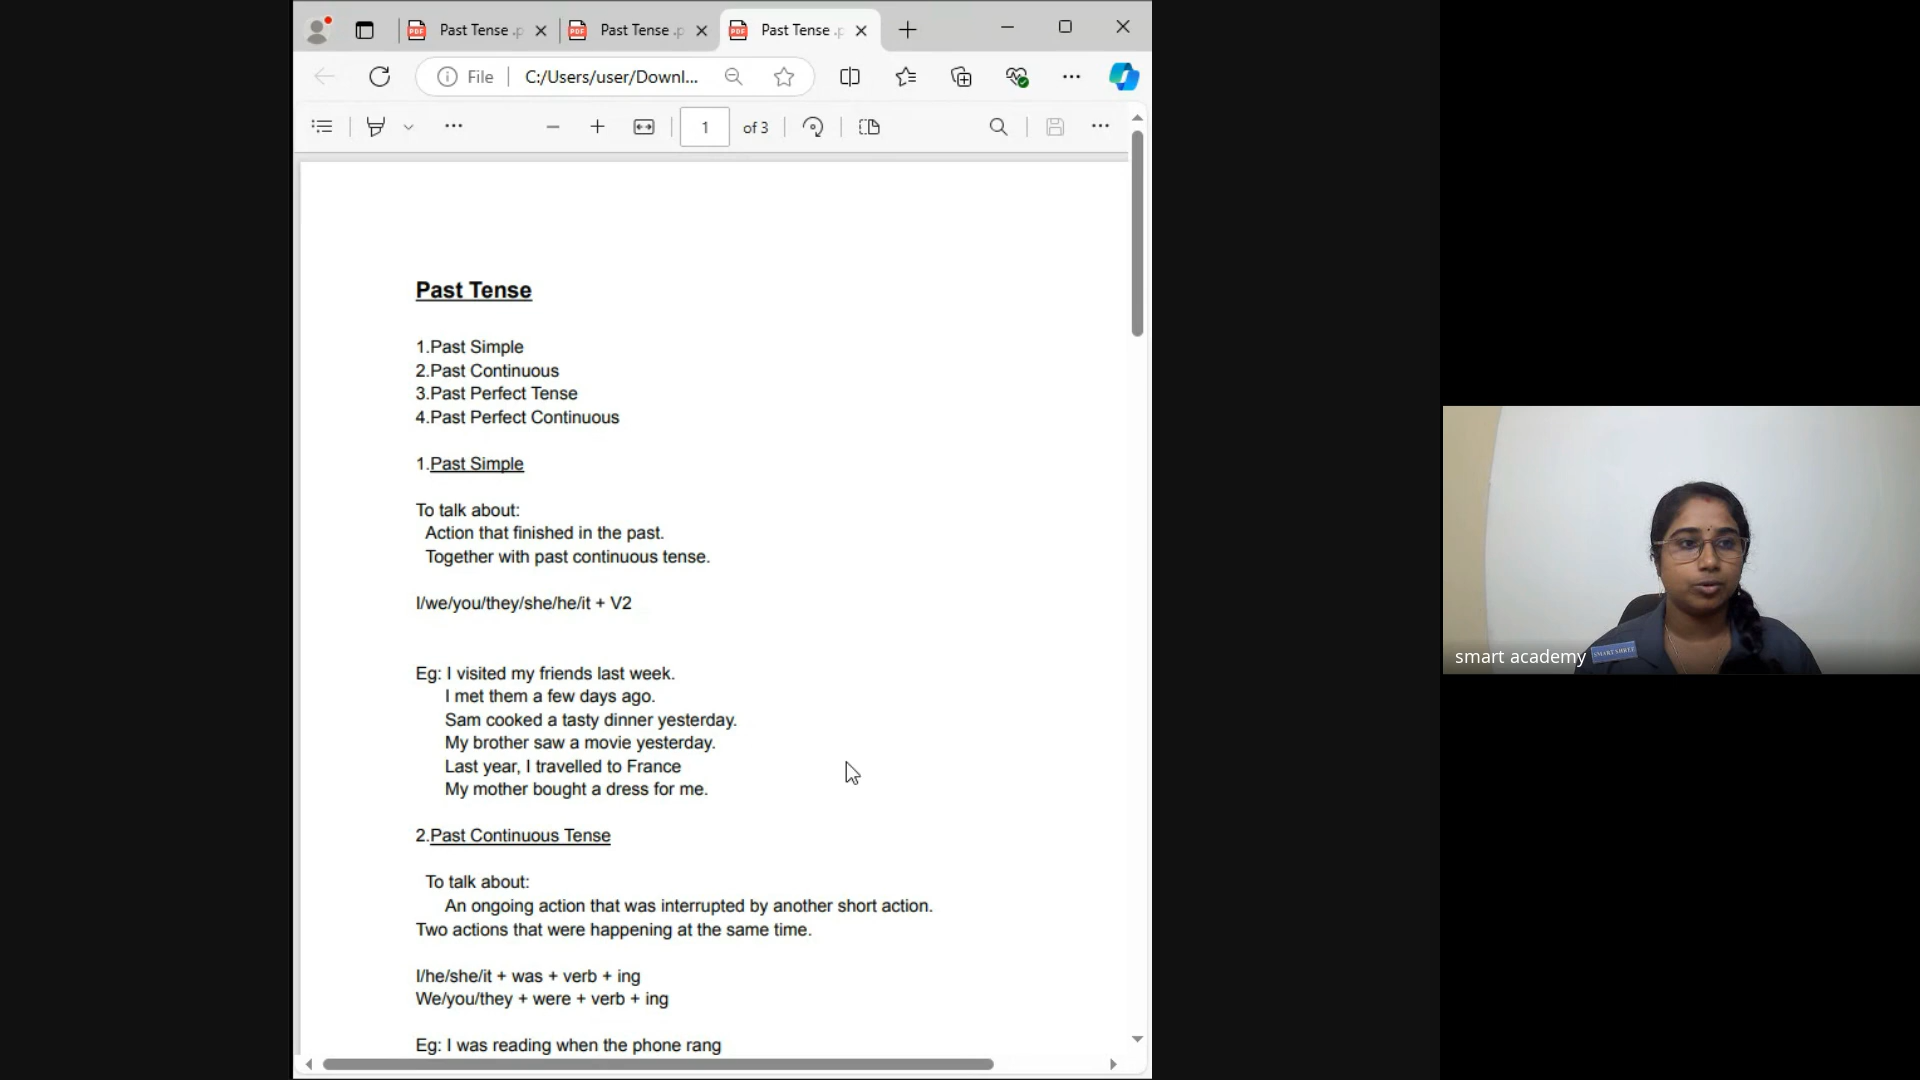 Past Tense .p
Past Tense .p
Past Tense .p
File
C:/Users/user/Downl...
1
of 3
Past Tense
1.Past Simple
2.Past Continuous
3.Past Perfect Tense
4.Past Perfect Continuous
1.Past Simple
To talk about:
Action that finished in the past.
Together with past continuous tense.
I/we/you/they/she/he/it + V2
Eg: I visited my friends last week.
I met them a few days ago.
Sam cooked a tasty dinner yesterday.
My brother saw a movie yesterday.
Last year, I travelled to France
My mother bought a dress for me.
2.Past Continuous Tense
To talk about:
An ongoing action that was interrupted by another short action.
Two actions that were happening at the same time.
I/he/she/it + was + verb + ing
We/you/they + were + verb + ing
Eg: I was reading when the phone rang
smart academy